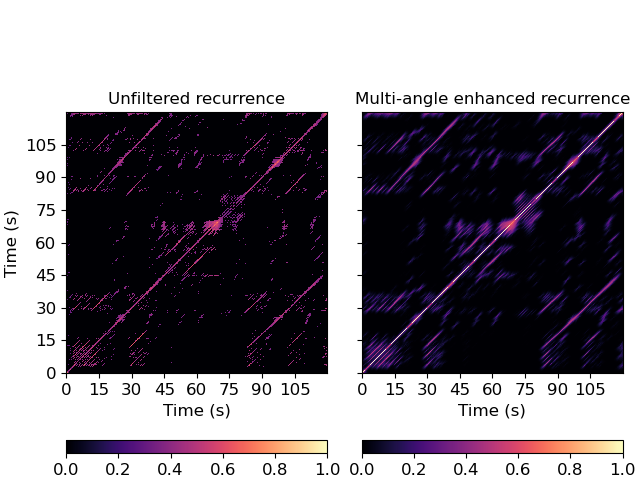 Unfiltered recurrence
Multi-angle enhanced recurrence
Time (s)
105
90
75
60
45
30
15
0
0 15 30 45 60 75 90 105
0 15 30 45 60 75 90 105
Time (s)
Time (s)
0.0 0.2 0.4 0.6 0.8 1.0
0.0 0.2 0.4 0.6 0.8 1.0